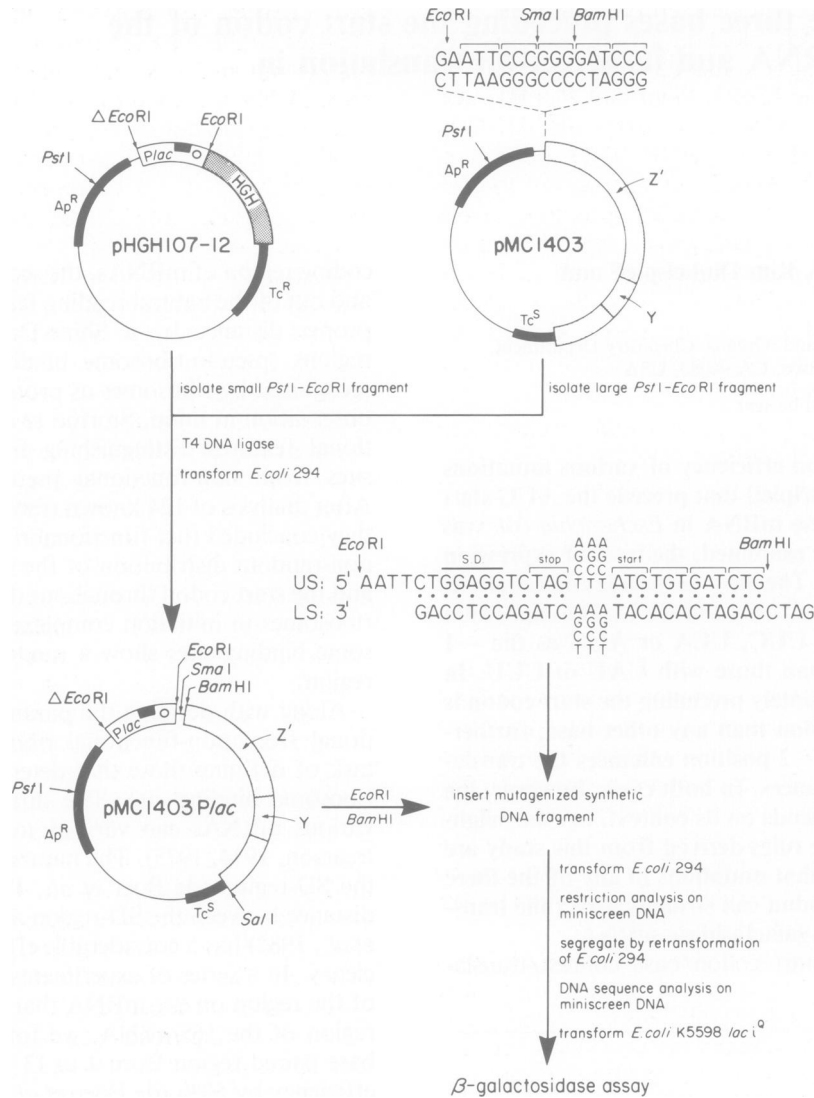 EcoRI SmaI BamHI
GAATTCCCGGGGATCCC
CTTAAGGGCCCCTAGGG
ΔEcoRI EcoRI
PstI
Plac O
HGH
ApR
pHGH107-12
TcR
PstI
ApR
Z'
pMC1403
TcS
Y
isolate small PstI-EcoRI fragment
isolate large PstI-EcoRI fragment
T4 DNA ligase
transform E.coli 294
EcoRI S D stop start BamHI
A A A
G G G
C C C
US: 5' AATTCTGGAGGTCTAG TTT ATGTGTGATCTG
LS: 3' GACCTCCAGATC AAA TACACACTAGACCTAG
G G G
C C C
T T T
EcoRI
SmaI
BamHI
ΔEcoRI
Plac O
Z'
PstI
pMC1403 Plac
ApR
Y
TcS
SalI
EcoRI
BamHI
insert mutagenized synthetic
DNA fragment
transform E.coli 294
restriction analysis on
miniscreen DNA
segregate by retransformation
of E.coli 294
DNA sequence analysis on
miniscreen DNA
transform E.coli K5598 lac iQ
β-galactosidase assay